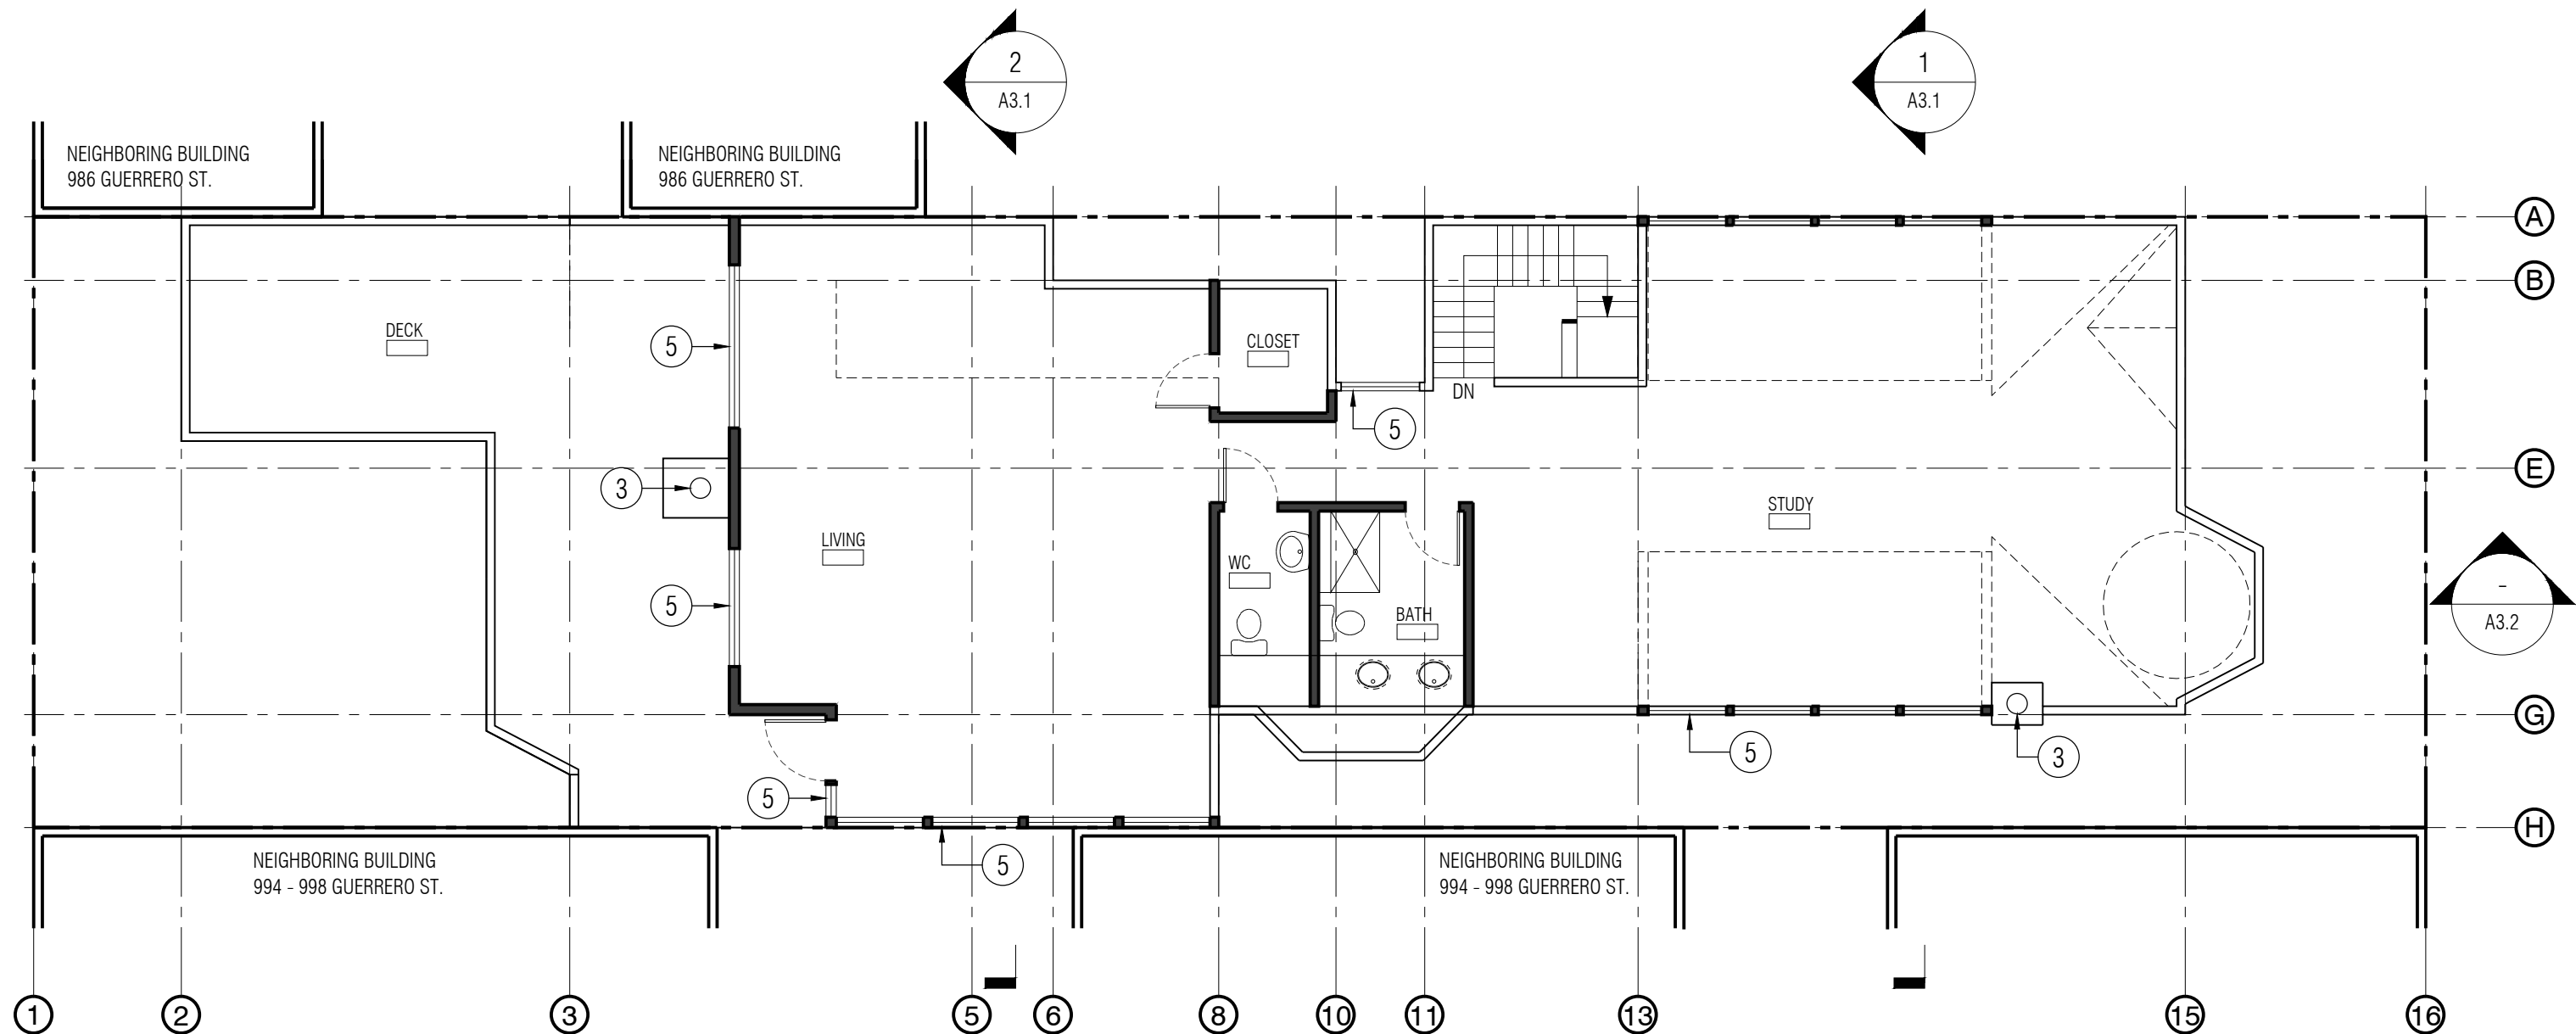 2
A3.1
1
A3.1
NEIGHBORING BUILDING
986 GUERRERO ST.
NEIGHBORING BUILDING
986 GUERRERO ST.
A
B
DECK
5
CLOSET
DN
5
E
3
STUDY
LIVING
WC
5
BATH
-
A3.2
G
5
3
5
H
NEIGHBORING BUILDING
994 - 998 GUERRERO ST.
5
NEIGHBORING BUILDING
994 - 998 GUERRERO ST.
1
2
3
5
6
8
10
11
13
15
16